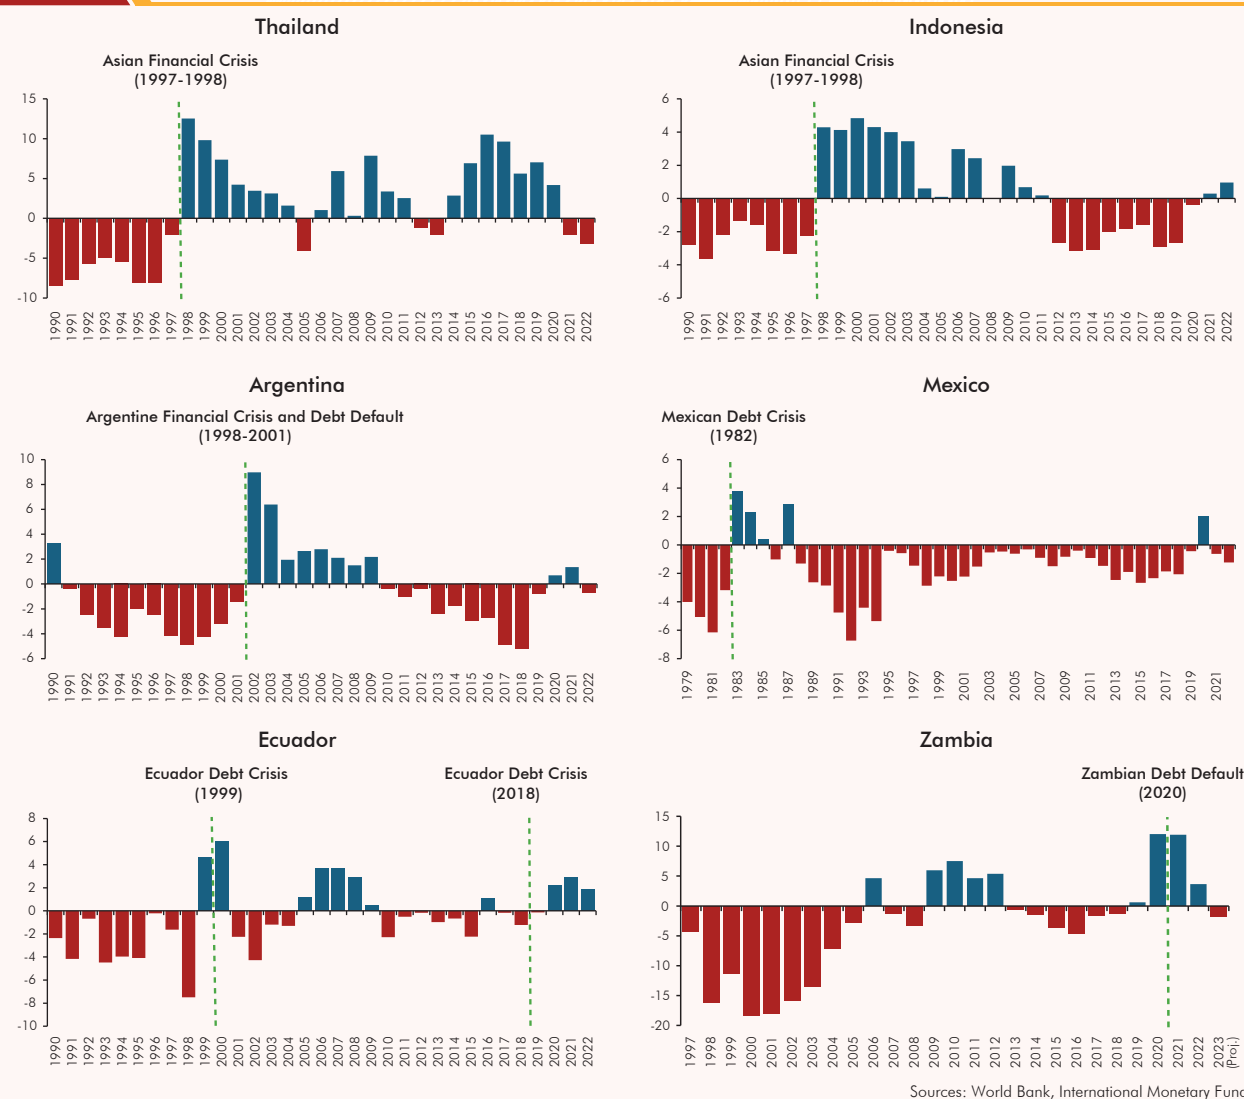 Thailand
Asian Financial Crisis
(1997-1998)
15
10
5
0
-5
-10
1990 1991 1992 1993 1994 1995 1996 1997 1998 1999 2000 2001 2002 2003 2004 2005 2006 2007 2008 2009 2010 2011 2012 2013 2014 2015 2016 2017 2018 2019 2020 2021 2022
Indonesia
Asian Financial Crisis
(1997-1998)
6
4
2
0
-2
-4
-6
1990 1991 1992 1993 1994 1995 1996 1997 1998 1999 2000 2001 2002 2003 2004 2005 2006 2007 2008 2009 2010 2011 2012 2013 2014 2015 2016 2017 2018 2019 2020 2021 2022
Argentina
Argentine Financial Crisis and Debt Default
(1998-2001)
10
8
6
4
2
0
-2
-4
-6
1990 1991 1992 1993 1994 1995 1996 1997 1998 1999 2000 2001 2002 2003 2004 2005 2006 2007 2008 2009 2010 2011 2012 2013 2014 2015 2016 2017 2018 2019 2020 2021 2022
Mexico
Mexican Debt Crisis
(1982)
6
4
2
0
-2
-4
-6
-8
1979 1981 1983 1985 1987 1989 1991 1993 1995 1997 1999 2001 2003 2005 2007 2009 2011 2013 2015 2017 2019 2021
Ecuador
Ecuador Debt Crisis
(1999)
Ecuador Debt Crisis
(2018)
8
6
4
2
0
-2
-4
-6
-8
-10
1990 1991 1992 1993 1994 1995 1996 1997 1998 1999 2000 2001 2002 2003 2004 2005 2006 2007 2008 2009 2010 2011 2012 2013 2014 2015 2016 2017 2018 2019 2020 2021 2022
Zambia
Zambian Debt Default
(2020)
15
10
5
0
-5
-10
-15
-20
1997 1998 1999 2000 2001 2002 2003 2004 2005 2006 2007 2008 2009 2010 2011 2012 2013 2014 2015 2016 2017 2018 2019 2020 2021 2022 2023
(Proj.)
Sources: World Bank, International Monetary Fund